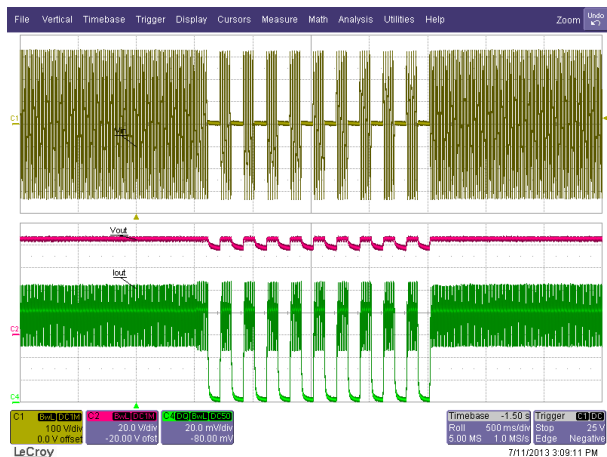 File Vertical Timebase Trigger Display Cursors Measure Math Analysis Utilities Help Zoom Undo
C1
Vin
Vout
Iout
C2
C4
C1 BwL DC1M
100 V/div
0.0 V offset
C2 BwL DC1M
20.0 V/div
-20.00 V ofst
C4 DQ BwL DC50
20.0 mV/div
-80.00 mV
Timebase -1.50 s
Roll 500 ms/div
5.00 MS 1.0 MS/s
Trigger C1 DC
Stop 25 V
Edge Negative
LeCroy
7/11/2013 3:09:11 PM